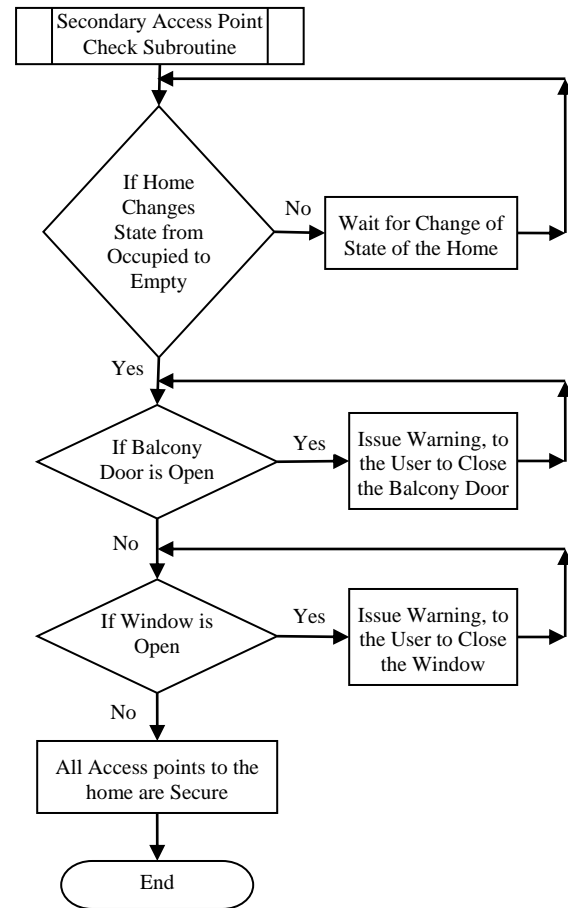 Secondary Access Point
Check Subroutine
If Home
Changes
State from
Occupied to
Empty
No
Wait for Change of
State of the Home
Yes
If Balcony
Door is Open
Yes
Issue Warning, to
the User to Close
the Balcony Door
No
If Window is
Open
Yes
Issue Warning, to
the User to Close
the Window
No
All Access points to the
home are Secure
End